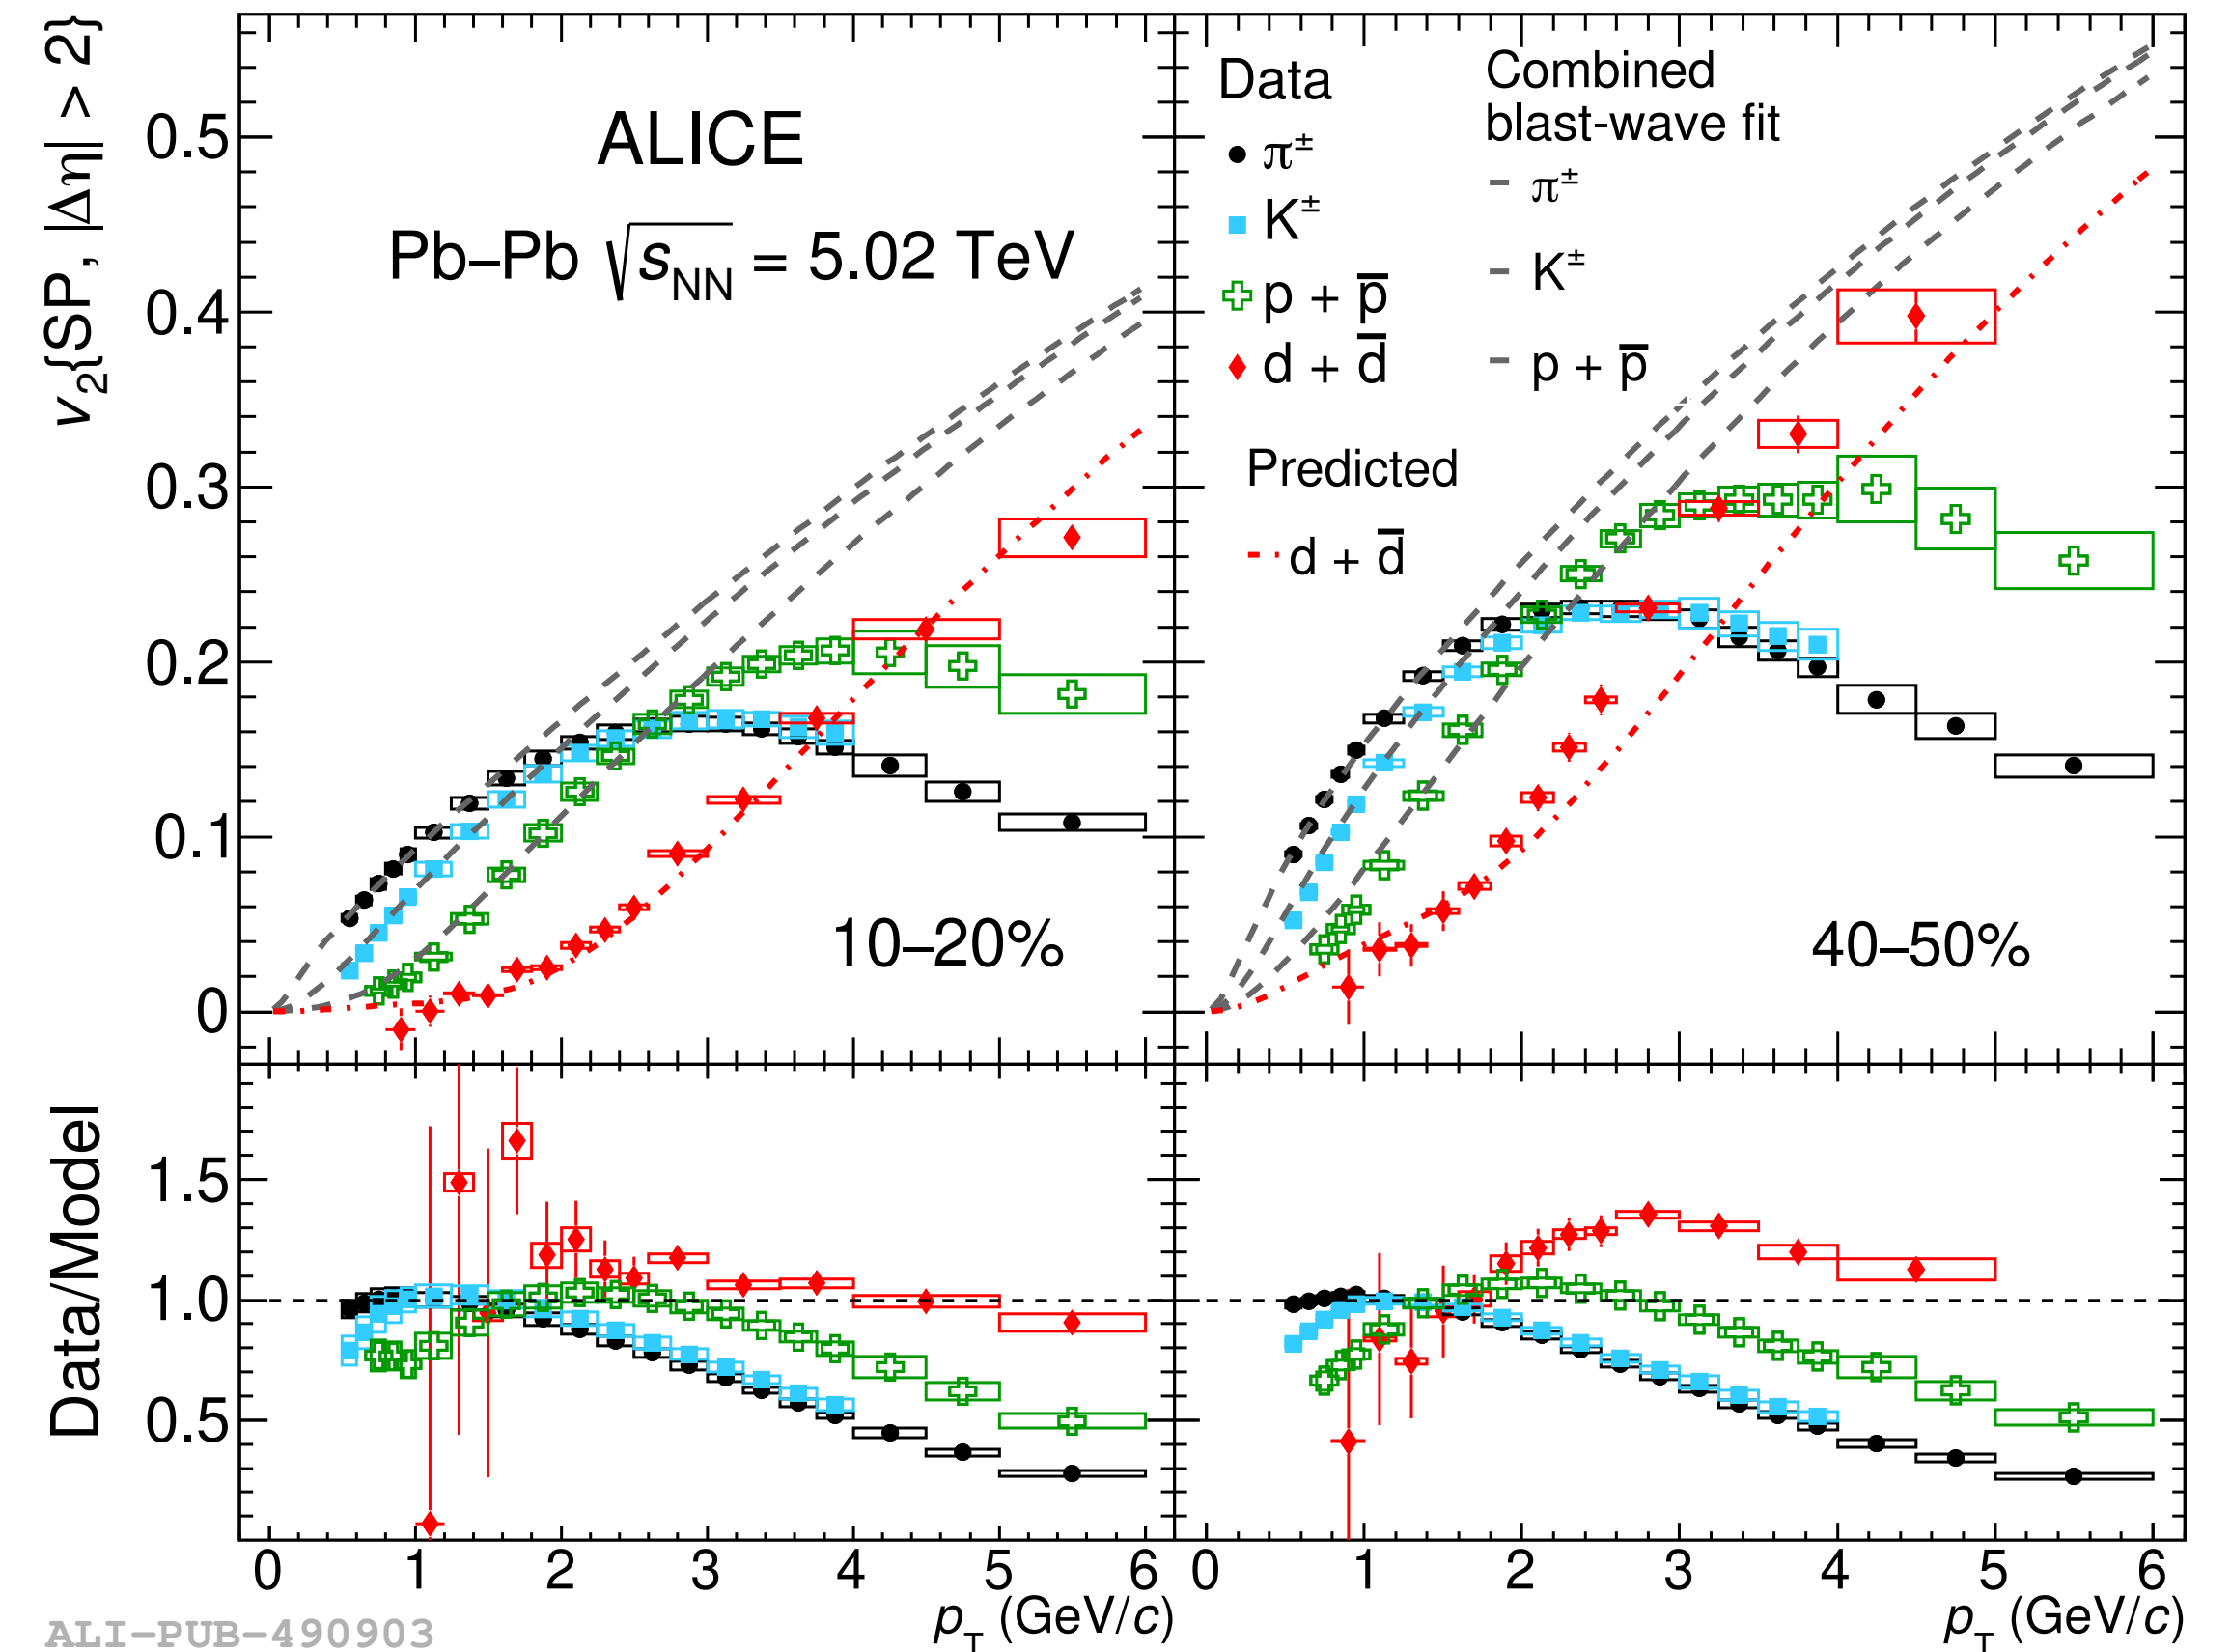 v₂{SP, |Δη| > 2}
0.5
0.4
0.3
0.2
0.1
0
ALICE
Pb–Pb √sNN = 5.02 TeV
10–20%
Data
π±
K±
p + p̅
d + d̅
Combined
blast-wave fit
π±
K±
p + p̅
Predicted
d + d̅
40–50%
Data/Model
1.5
1.0
0.5
0 1 2 3 4 5 6
0 1 2 3 4 5 6
pT (GeV/c)
pT (GeV/c)
ALI-PUB-490903